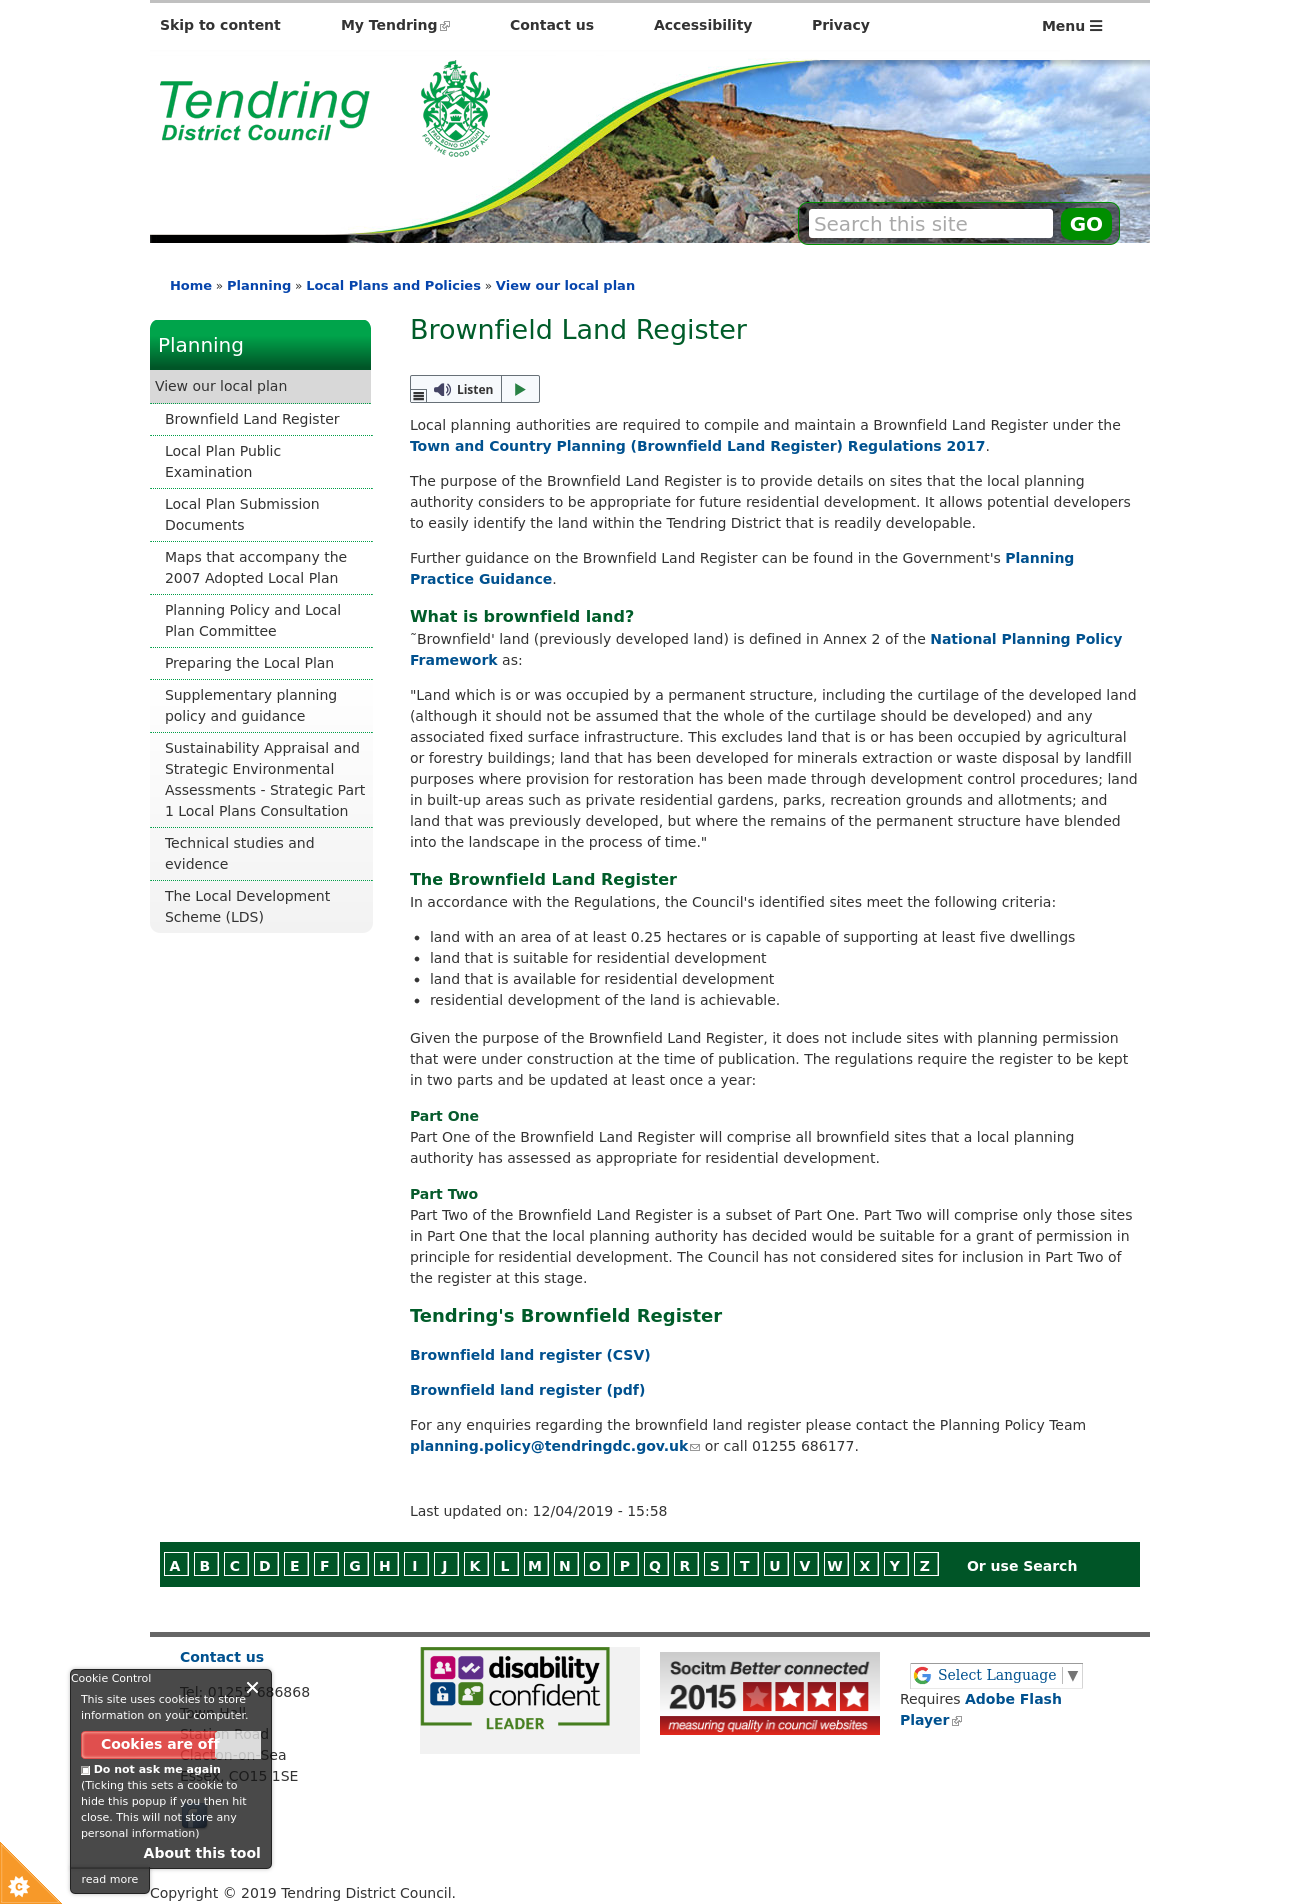 Skip to content
My Tendring
Contact us
Accessibility
Privacy
Menu
Tendring
District Council
PRO BONO OMNIUM
FOR THE GOOD OF ALL
Search this site
GO
Home » Planning » Local Plans and Policies » View our local plan
Planning
View our local plan
Brownfield Land Register
Local Plan Public
Examination
Local Plan Submission
Documents
Maps that accompany the
2007 Adopted Local Plan
Planning Policy and Local
Plan Committee
Preparing the Local Plan
Supplementary planning
policy and guidance
Sustainability Appraisal and
Strategic Environmental
Assessments - Strategic Part
1 Local Plans Consultation
Technical studies and
evidence
The Local Development
Scheme (LDS)
Brownfield Land Register
Listen
Local planning authorities are required to compile and maintain a Brownfield Land Register under the
Town and Country Planning (Brownfield Land Register) Regulations 2017.
The purpose of the Brownfield Land Register is to provide details on sites that the local planning
authority considers to be appropriate for future residential development. It allows potential developers
to easily identify the land within the Tendring District that is readily developable.
Further guidance on the Brownfield Land Register can be found in the Government's Planning
Practice Guidance.
What is brownfield land?
˜Brownfield' land (previously developed land) is defined in Annex 2 of the National Planning Policy
Framework as:
"Land which is or was occupied by a permanent structure, including the curtilage of the developed land
(although it should not be assumed that the whole of the curtilage should be developed) and any
associated fixed surface infrastructure. This excludes land that is or has been occupied by agricultural
or forestry buildings; land that has been developed for minerals extraction or waste disposal by landfill
purposes where provision for restoration has been made through development control procedures; land
in built-up areas such as private residential gardens, parks, recreation grounds and allotments; and
land that was previously developed, but where the remains of the permanent structure have blended
into the landscape in the process of time."
The Brownfield Land Register
In accordance with the Regulations, the Council's identified sites meet the following criteria:
• land with an area of at least 0.25 hectares or is capable of supporting at least five dwellings
• land that is suitable for residential development
• land that is available for residential development
• residential development of the land is achievable.
Given the purpose of the Brownfield Land Register, it does not include sites with planning permission
that were under construction at the time of publication. The regulations require the register to be kept
in two parts and be updated at least once a year:
Part One
Part One of the Brownfield Land Register will comprise all brownfield sites that a local planning
authority has assessed as appropriate for residential development.
Part Two
Part Two of the Brownfield Land Register is a subset of Part One. Part Two will comprise only those sites
in Part One that the local planning authority has decided would be suitable for a grant of permission in
principle for residential development. The Council has not considered sites for inclusion in Part Two of
the register at this stage.
Tendring's Brownfield Register
Brownfield land register (CSV)
Brownfield land register (pdf)
For any enquiries regarding the brownfield land register please contact the Planning Policy Team
planning.policy@tendringdc.gov.uk or call 01255 686177.
Last updated on: 12/04/2019 - 15:58
A B C D E F G H I J K L M N O P Q R S T U V W X Y Z Or use Search
Contact us
Tel: 01255 686868
Town Hall
Station Road
Clacton-on-Sea
Essex, CO15 1SE
Cookie Control
This site uses cookies to store
information on your computer.
Cookies are off
Do not ask me again
(Ticking this sets a cookie to
hide this popup if you then hit
close. This will not store any
personal information)
About this tool
read more
disability
confident
LEADER
Socitm Better connected
2015
measuring quality in council websites
Select Language ▼
Requires Adobe Flash
Player
Copyright © 2019 Tendring District Council.